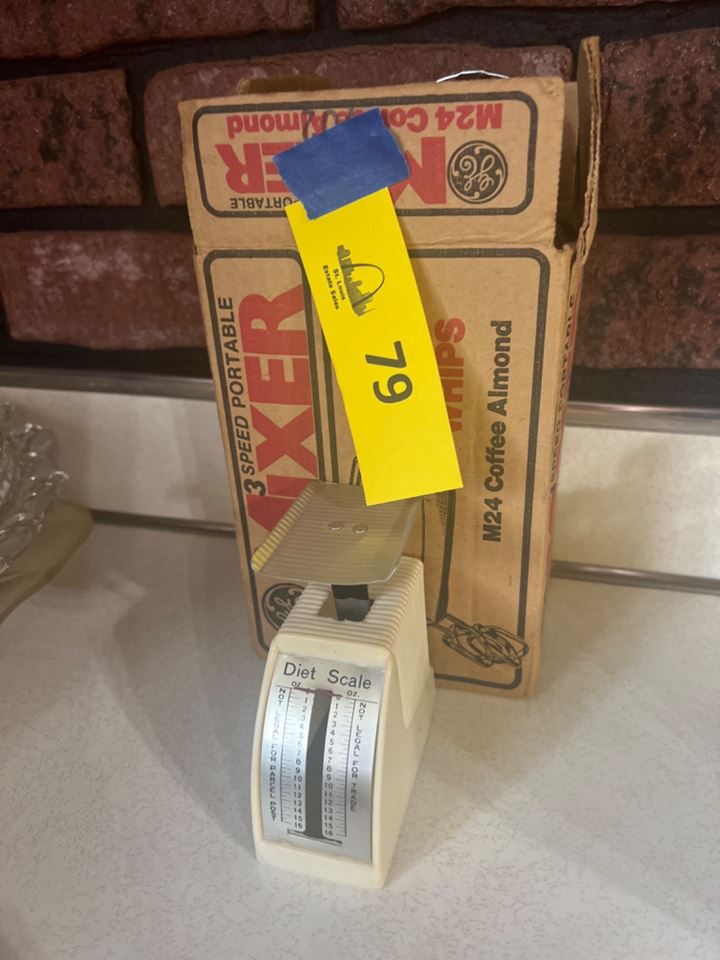 M24 Co Almond
ER
PORTABLE
St. Louis
Estate Sales
79
3 SPEED PORTABLE
MIXER
WHIPS
M24 Coffee Almond
GE
Diet Scale
oz. oz.
NOT LEGAL FOR PARCEL POST
1 1
2 2
3 3
4 4
5 5
6 6
7 7
8 8
9 9
10 10
11 11
12 12
13 13
14 14
15 15
16 16
NOT LEGAL FOR TRADE